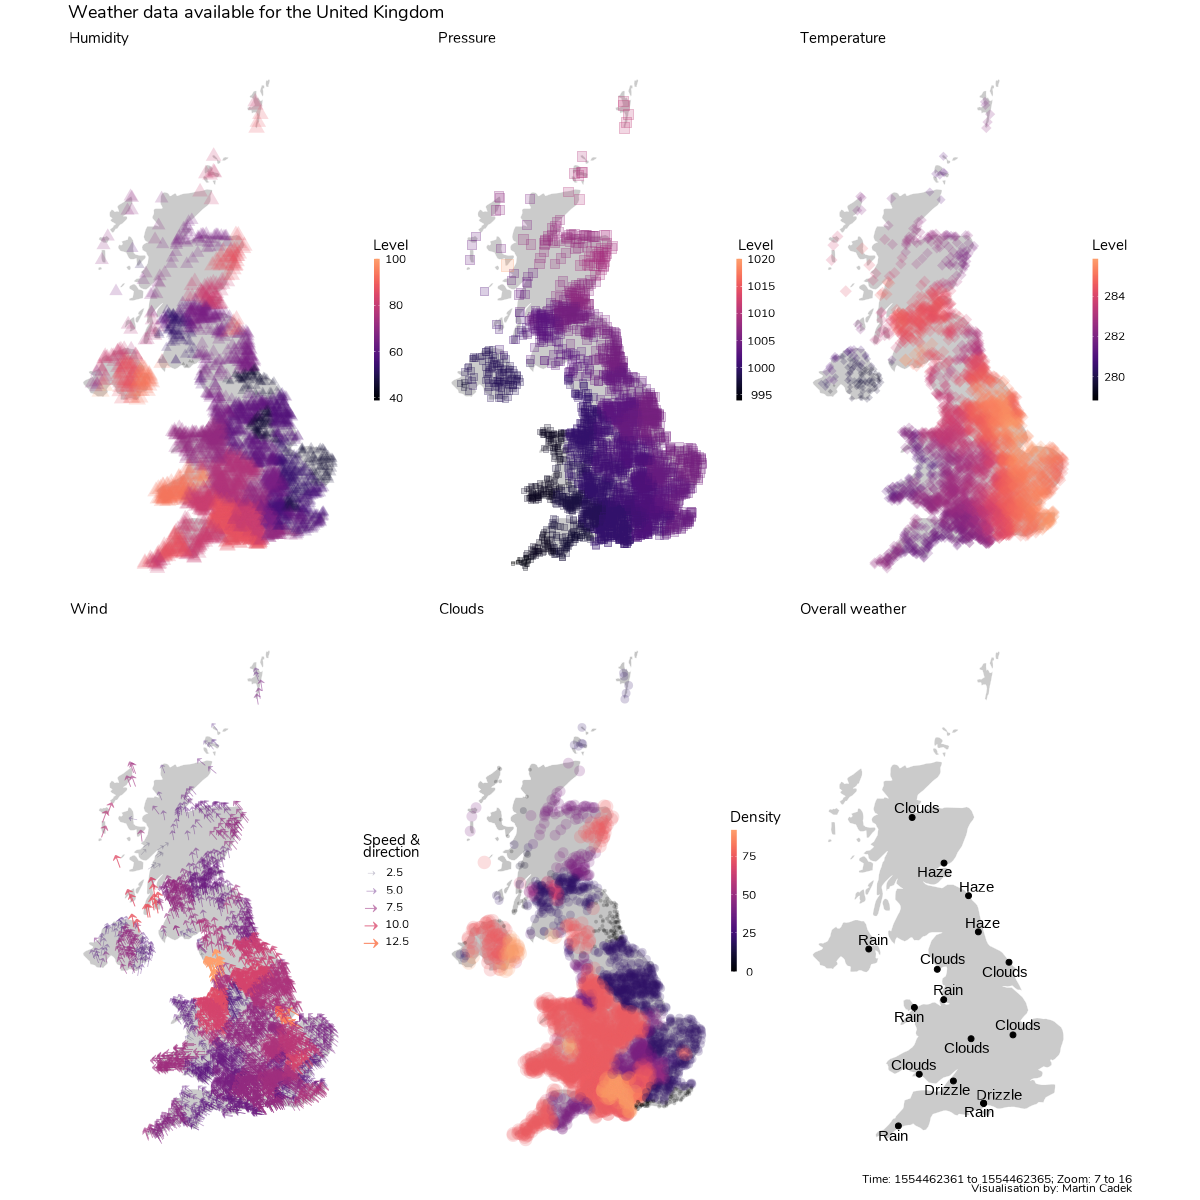 Weather data available for the United Kingdom
Humidity
Level
100
80
60
40
Pressure
Level
1020
1015
1010
1005
1000
995
Temperature
Level
284
282
280
Wind
Speed &
direction
2.5
5.0
7.5
10.0
12.5
Clouds
Density
75
50
25
0
Overall weather
Clouds
Haze
Haze
Haze
Rain
Clouds
Clouds
Rain
Rain
Clouds
Clouds
Clouds
Drizzle
Drizzle
Rain
Rain
Time: 1554462361 to 1554462365; Zoom: 7 to 16
Visualisation by: Martin Cadek